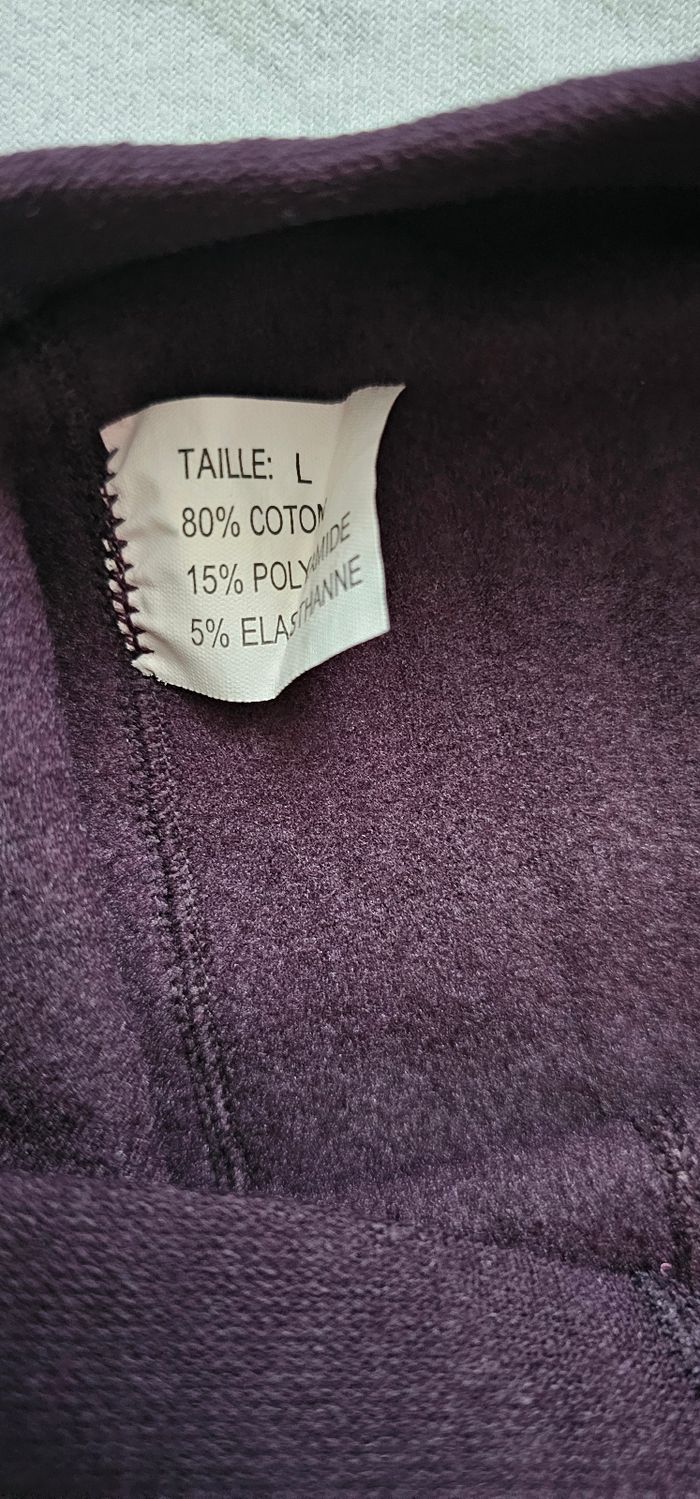 TAILLE: L
80% COTON
15% POLYAMIDE
5% ELASTHANNE